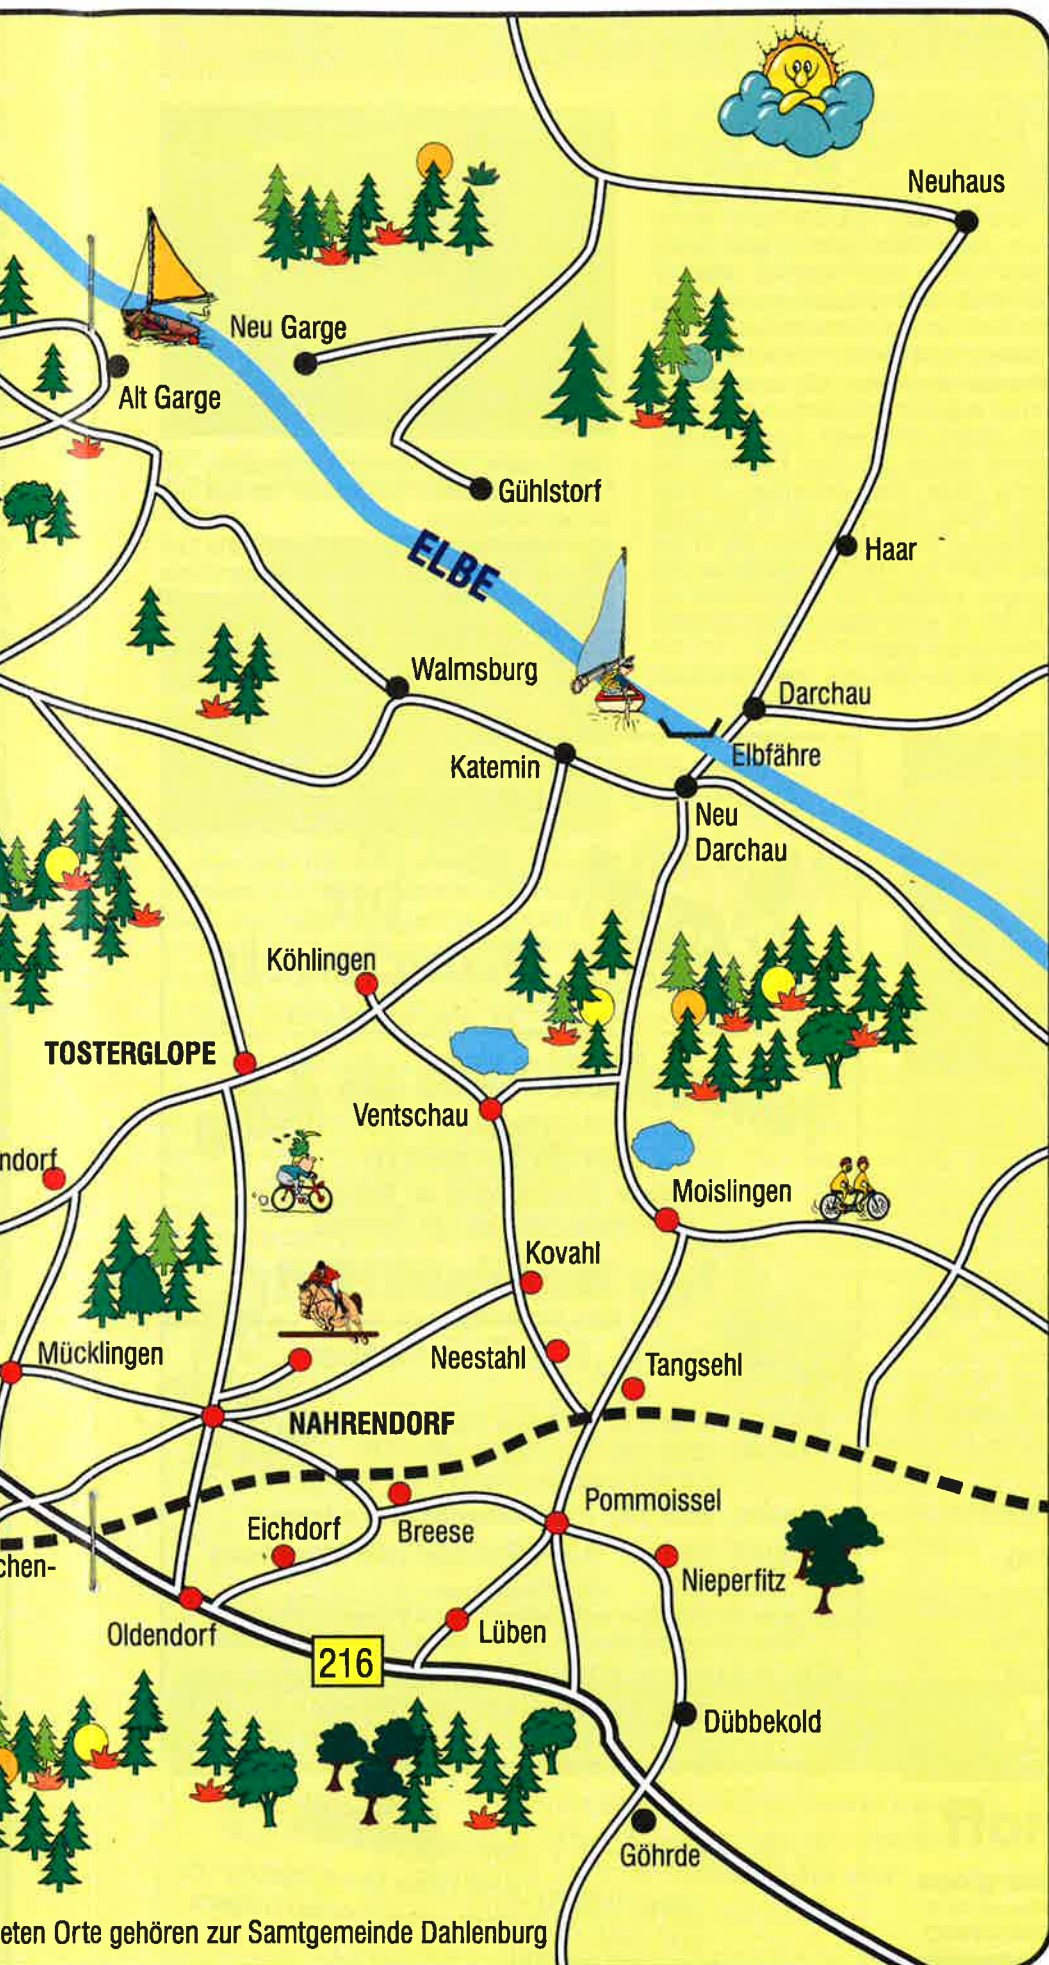 Neuhaus
Neu Garge
Alt Garge
Gühlstorf
ELBE
Haar
Walmsburg
Darchau
Elbfähre
Katemin
Neu
Darchau
Köhlingen
TOSTERGLOPE
Ventschau
ndorf
Moislingen
Kovahl
Mücklingen
Neestahl
Tangsehl
NAHRENDORF
Pommoissel
Eichdorf
Breese
chen-
Nieperfitz
Oldendorf
Lüben
216
Dübbekold
Göhrde
eten Orte gehören zur Samtgemeinde Dahlenburg